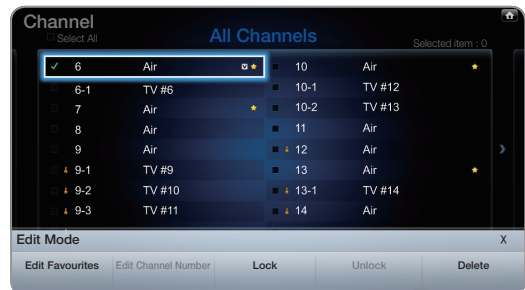 Channel
Select All
All Channels
Selected item : 0
6 Air
6-1 TV #6
7 Air
8 Air
9 Air
9-1 TV #9
9-2 TV #10
9-3 TV #11
10 Air
10-1 TV #12
10-2 TV #13
11 Air
12 Air
13 Air
13-1 TV #14
14 Air
Edit Mode X
Edit Favourites Edit Channel Number Lock Unlock Delete